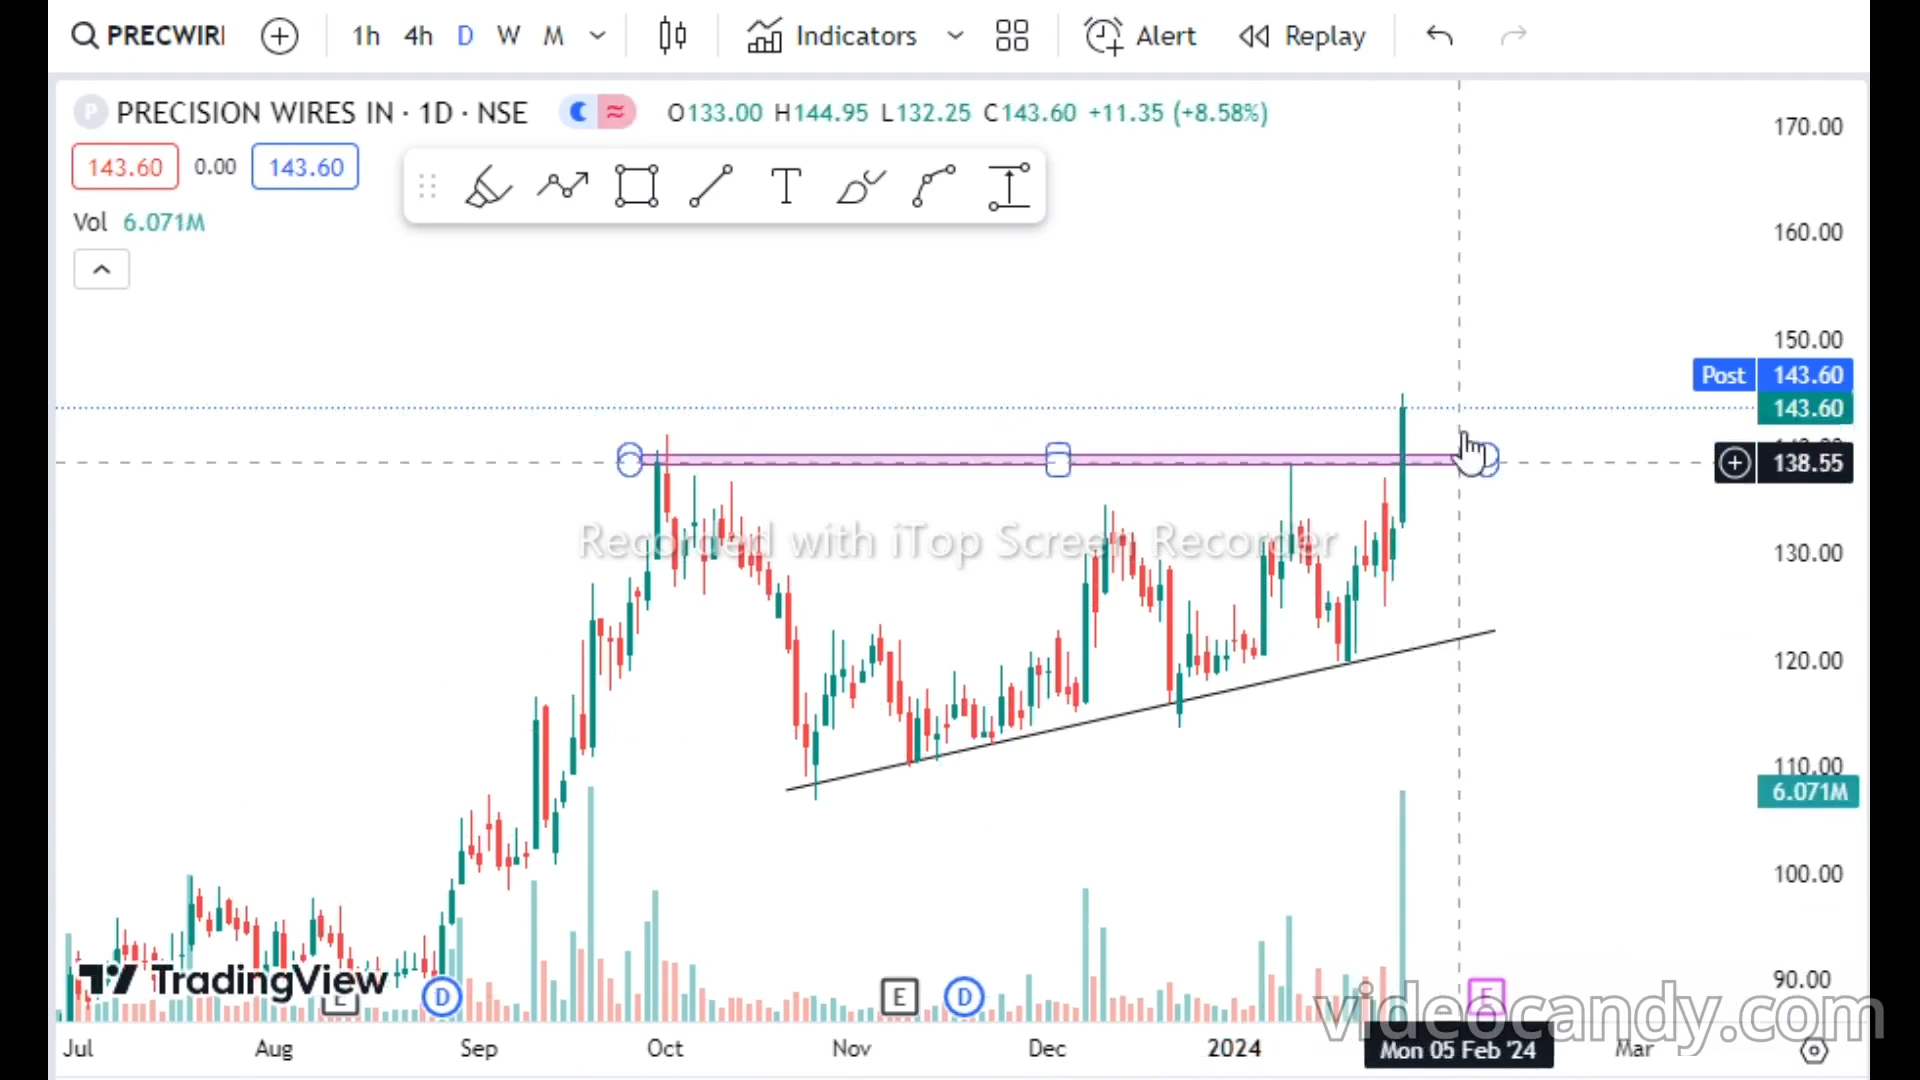 PRECWIRI
1h 4h D W M Indicators Alert Replay
P PRECISION WIRES IN · 1D · NSE O133.00 H144.95 L132.25 C143.60 +11.35 (+8.58%)
143.60 0.00 143.60
T
Vol 6.071M
170.00
160.00
150.00
Post 143.60
143.60
138.55
130.00
120.00
110.00
6.071M
100.00
90.00
Recorded with iTop Screen Recorder
TradingView
E D E D E
videocandy.com
Jul Aug Sep Oct Nov Dec 2024 Mon 05 Feb '24 Mar